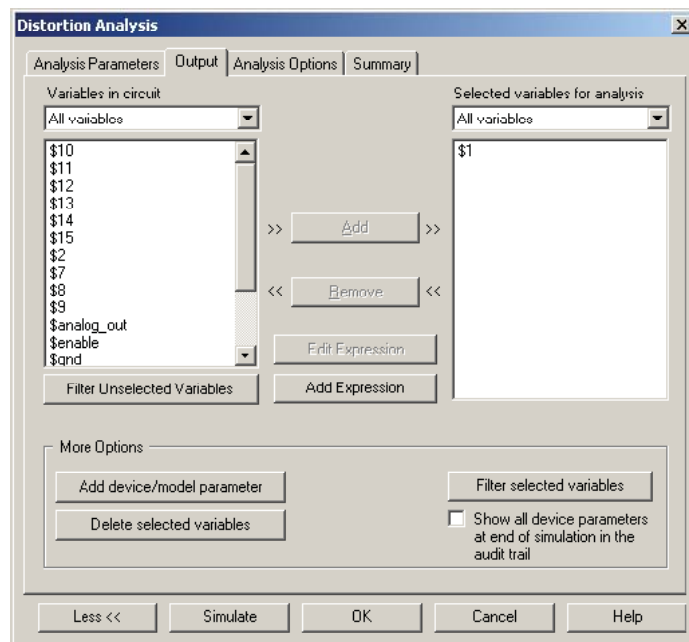 Distortion Analysis
Analysis Parameters Output Analysis Options Summary
Variables in circuit
All variables
$10
$11
$12
$13
$14
$15
$2
$7
$8
$9
$analog_out
$enable
$gnd
Filter Unselected Variables
>> Add >>
<< Remove <<
Edit Expression
Add Expression
Selected variables for analysis
All variables
$1
More Options
Add device/model parameter
Delete selected variables
Filter selected variables
Show all device parameters
at end of simulation in the
audit trail
Less << Simulate OK Cancel Help